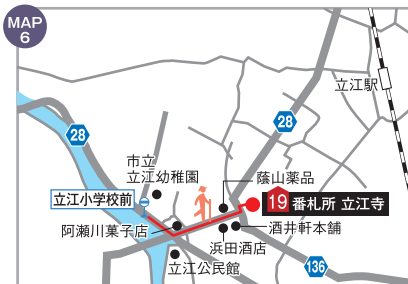 MAP
6
立江駅
28
28
市立
立江幼稚園
蔭山薬品
立江小学校前
19 番札所 立江寺
阿瀬川菓子店
酒井軒本舗
浜田酒店
立江公民館
136